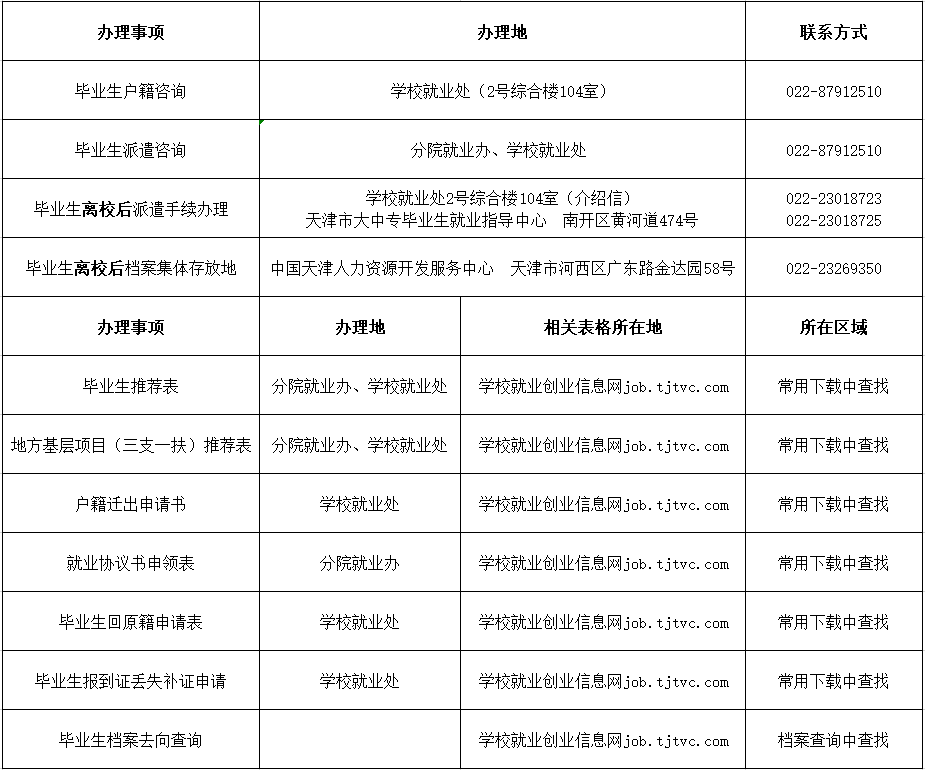 办理事项 办理地 联系方式
毕业生户籍咨询 学校就业处（2号综合楼104室） 022-87912510
毕业生派遣咨询 分院就业办、学校就业处 022-87912510
毕业生离校后派遣手续办理 学校就业处2号综合楼104室（介绍信） 022-23018723
天津市大中专毕业生就业指导中心　南开区黄河道474号 022-23018725
毕业生离校后档案集体存放地 中国天津人力资源开发服务中心　天津市河西区广东路金达园58号 022-23269350
办理事项 办理地 相关表格所在地 所在区域
毕业生推荐表 分院就业办、学校就业处 学校就业创业信息网job.tjtvc.com 常用下载中查找
地方基层项目（三支一扶）推荐表 分院就业办、学校就业处 学校就业创业信息网job.tjtvc.com 常用下载中查找
户籍迁出申请书 学校就业处 学校就业创业信息网job.tjtvc.com 常用下载中查找
就业协议书申领表 分院就业办 学校就业创业信息网job.tjtvc.com 常用下载中查找
毕业生回原籍申请表 学校就业处 学校就业创业信息网job.tjtvc.com 常用下载中查找
毕业生报到证丢失补证申请 学校就业处 学校就业创业信息网job.tjtvc.com 常用下载中查找
毕业生档案去向查询 学校就业创业信息网job.tjtvc.com 档案查询中查找